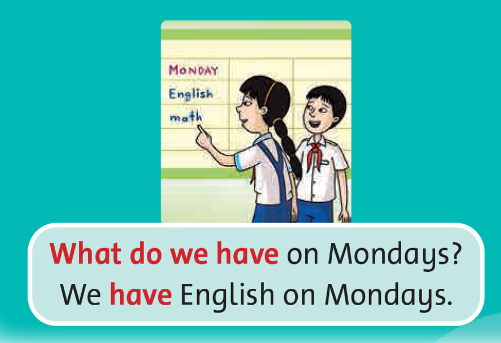 MONDAY
English
math
What do we have on Mondays?
We have English on Mondays.